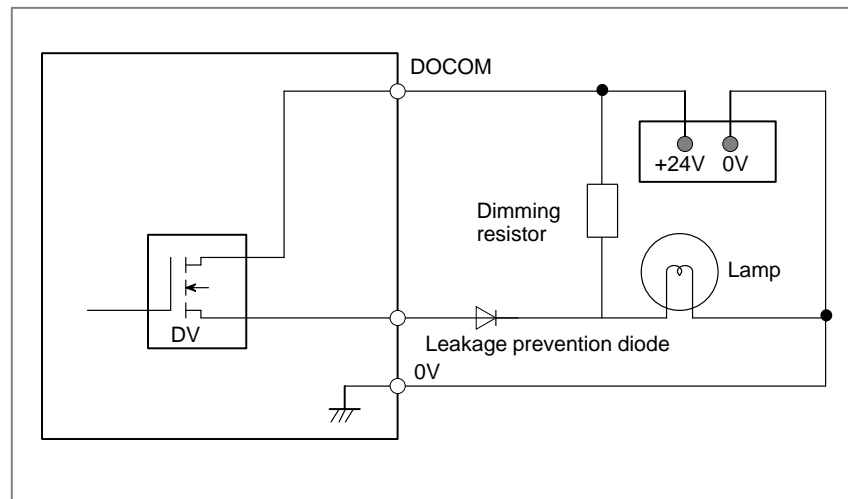 DOCOM
+24V 0V
Dimming
resistor
Lamp
DV
Leakage prevention diode
0V